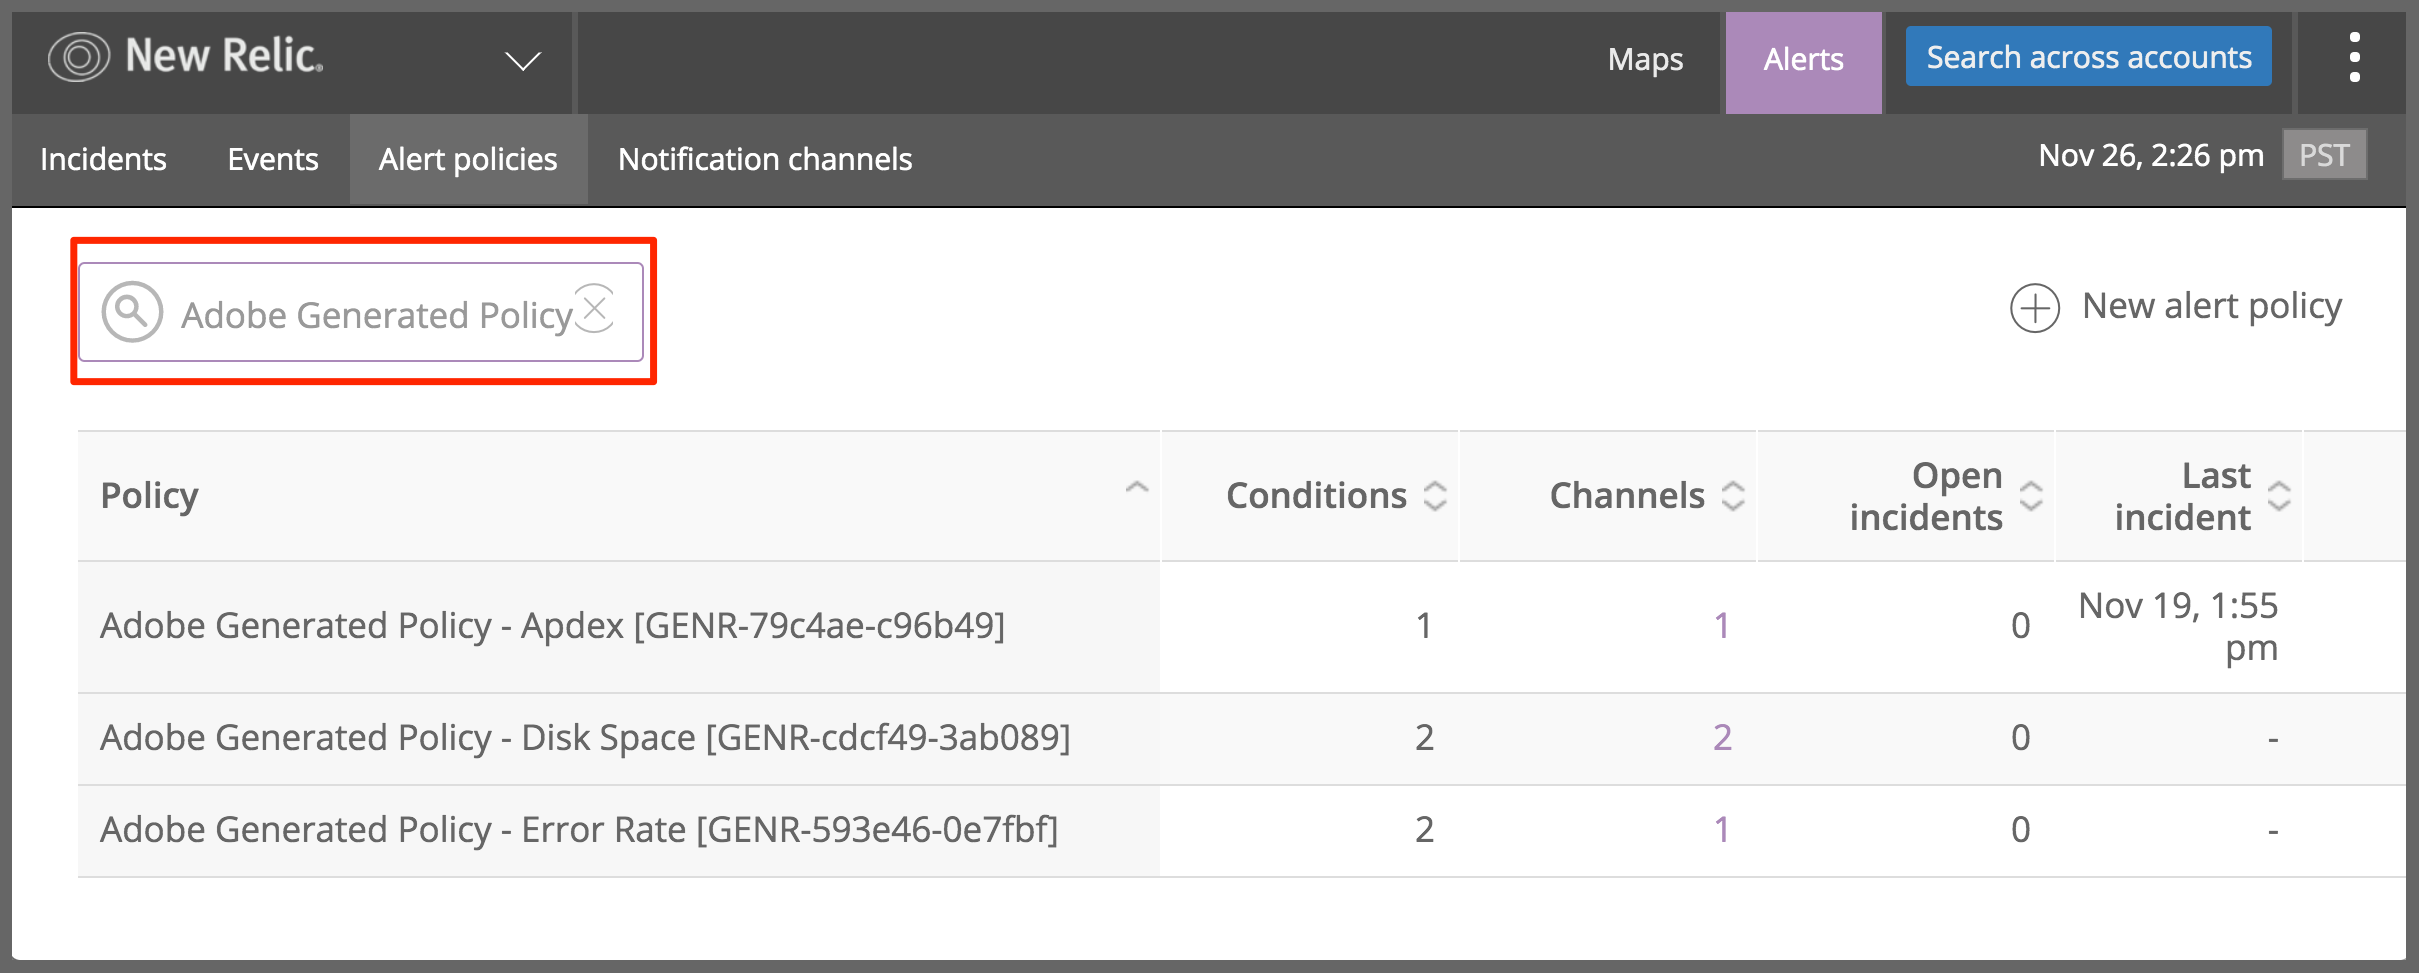 New Relic.
Maps
Alerts
Search across accounts
Incidents
Events
Alert policies
Notification channels
Nov 26, 2:26 pm
PST
Adobe Generated Policy
New alert policy
Policy
Conditions
Channels
Open
incidents
Last
incident
Adobe Generated Policy - Apdex [GENR-79c4ae-c96b49]
1
1
0
Nov 19, 1:55
pm
Adobe Generated Policy - Disk Space [GENR-cdcf49-3ab089]
2
2
0
-
Adobe Generated Policy - Error Rate [GENR-593e46-0e7fbf]
2
1
0
-